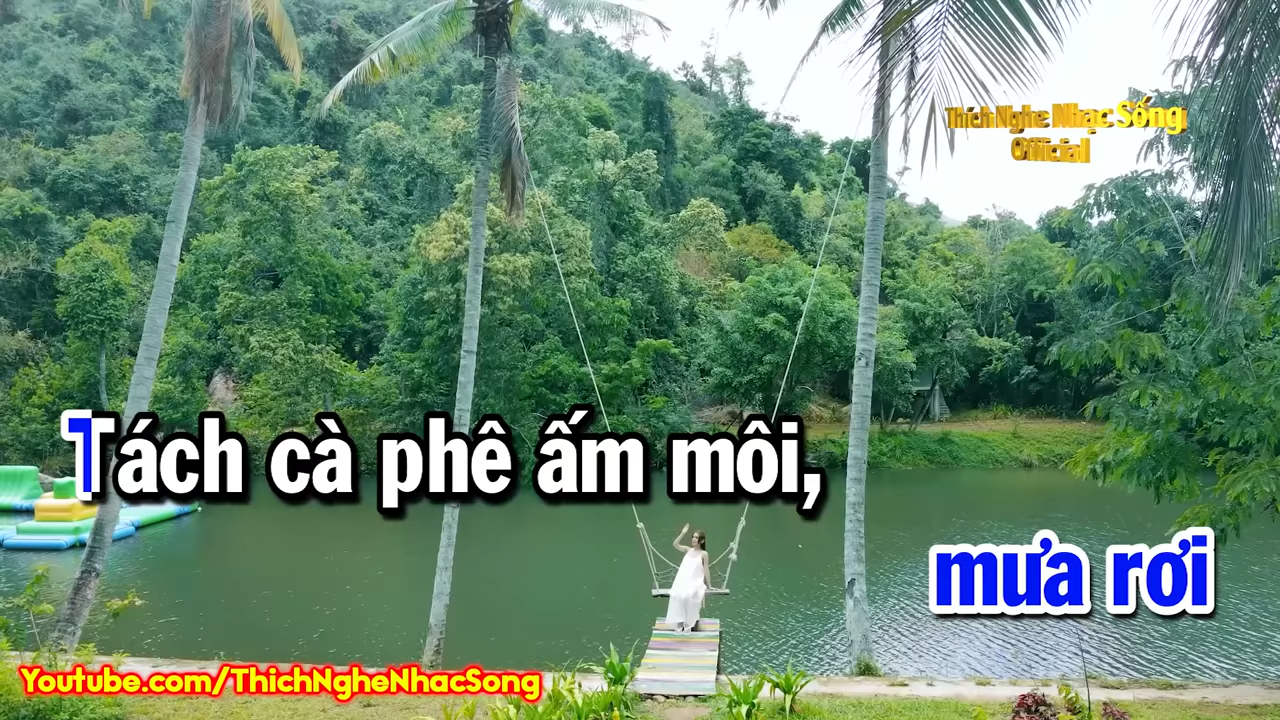 Thích Nghe Nhạc Sống
Official
Tách cà phê ấm môi,
mưa rơi
Youtube.com/ThichNgheNhacSong